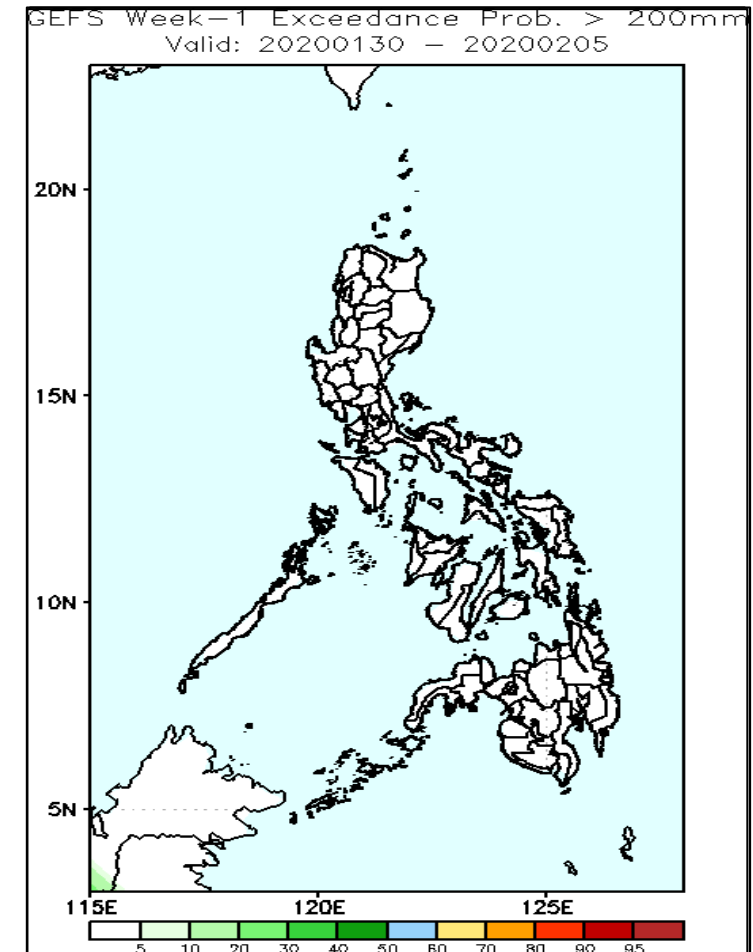 GEFS Week-1 Exceedance Prob. > 200mm
Valid: 20200130 - 20200205
20N
15N
10N
5N
115E 120E 125E
5 10 20 30 40 50 60 70 80 90 95